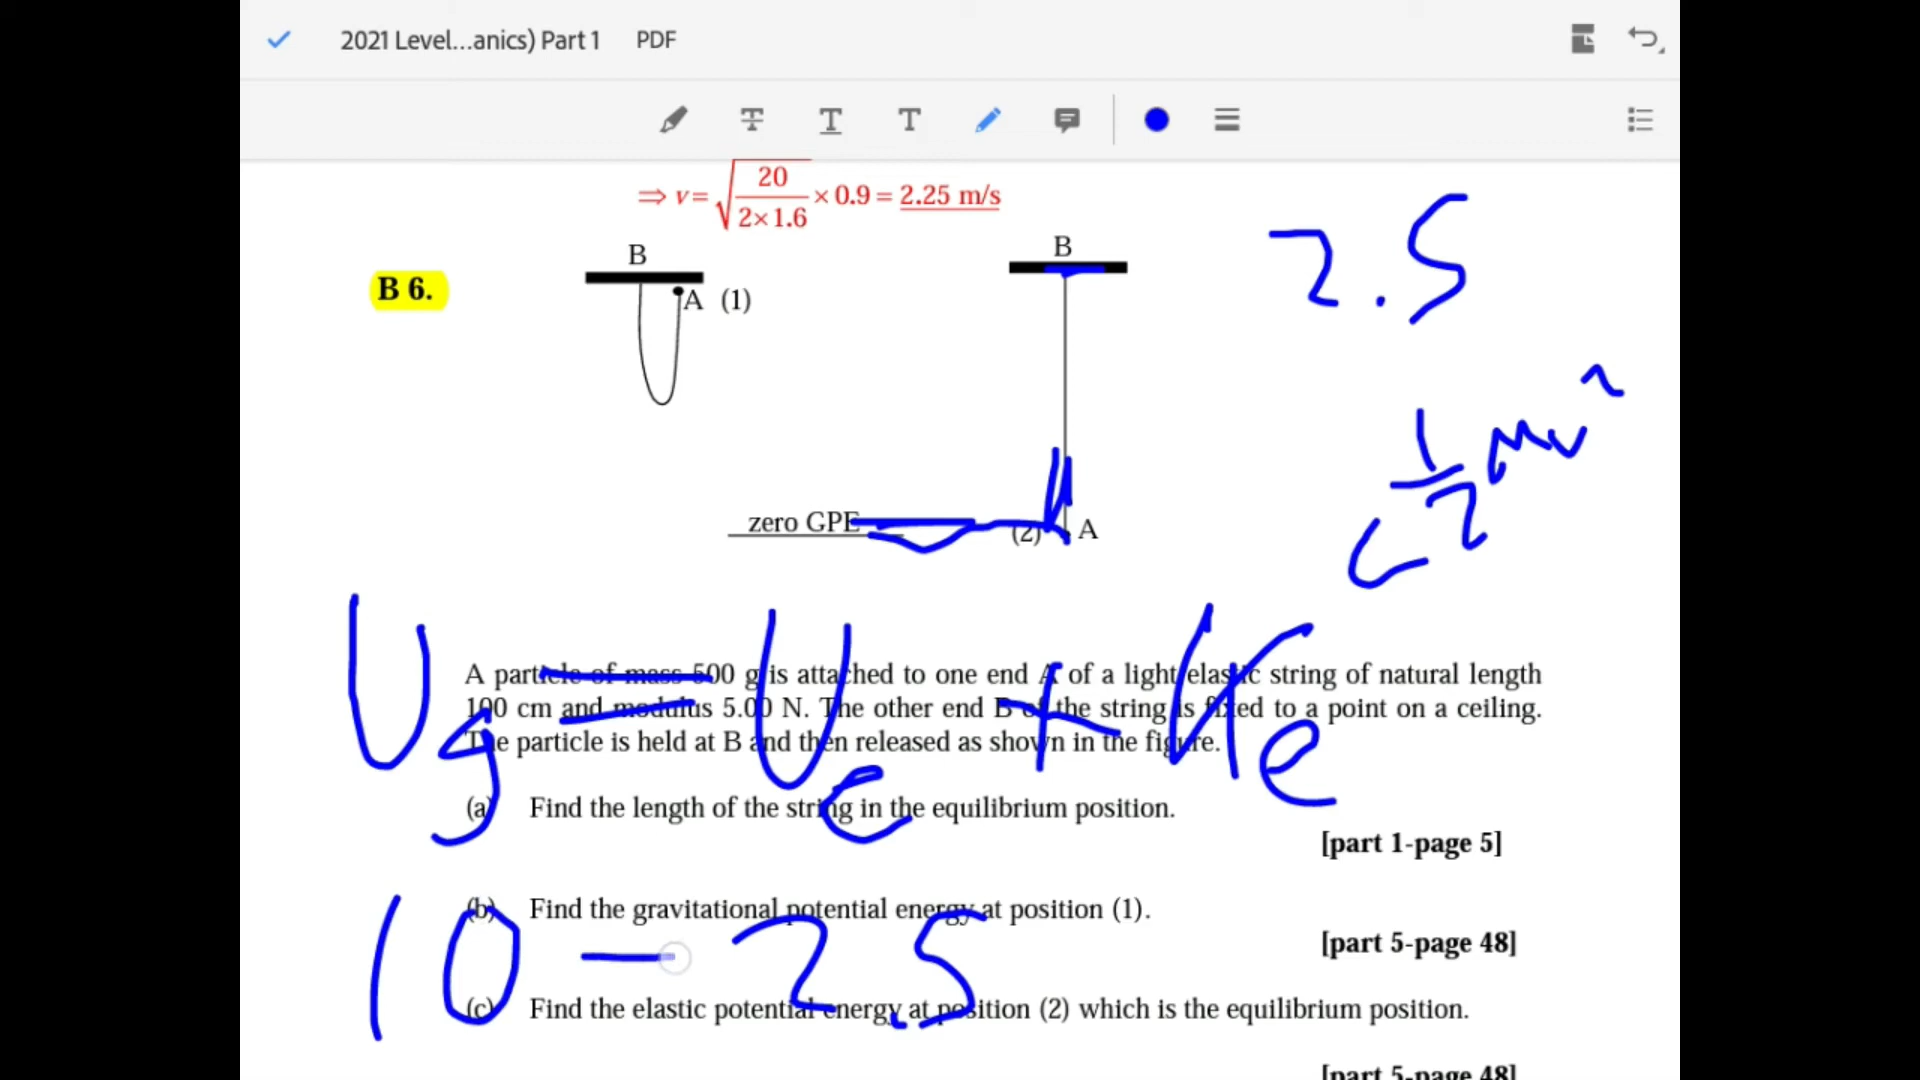 2021 Level...anics) Part 1 PDF
⇒ v = √(20/(2×1.6)) × 0.9 = 2.25 m/s
B 6.
B
A (1)
B
zero GPE
(2) A
2.5
1/2 mv²
A particle of mass 500 g is attached to one end A of a light elastic string of natural length
100 cm and modulus 5.00 N. The other end B of the string is fixed to a point on a ceiling.
The particle is held at B and then released as shown in the figure.
Ug = Ue + Ke
(a) Find the length of the string in the equilibrium position.
[part 1-page 5]
(b) Find the gravitational potential energy at position (1).
[part 5-page 48]
10 - 2.5
(c) Find the elastic potential energy at position (2) which is the equilibrium position.
[part 5-page 48]